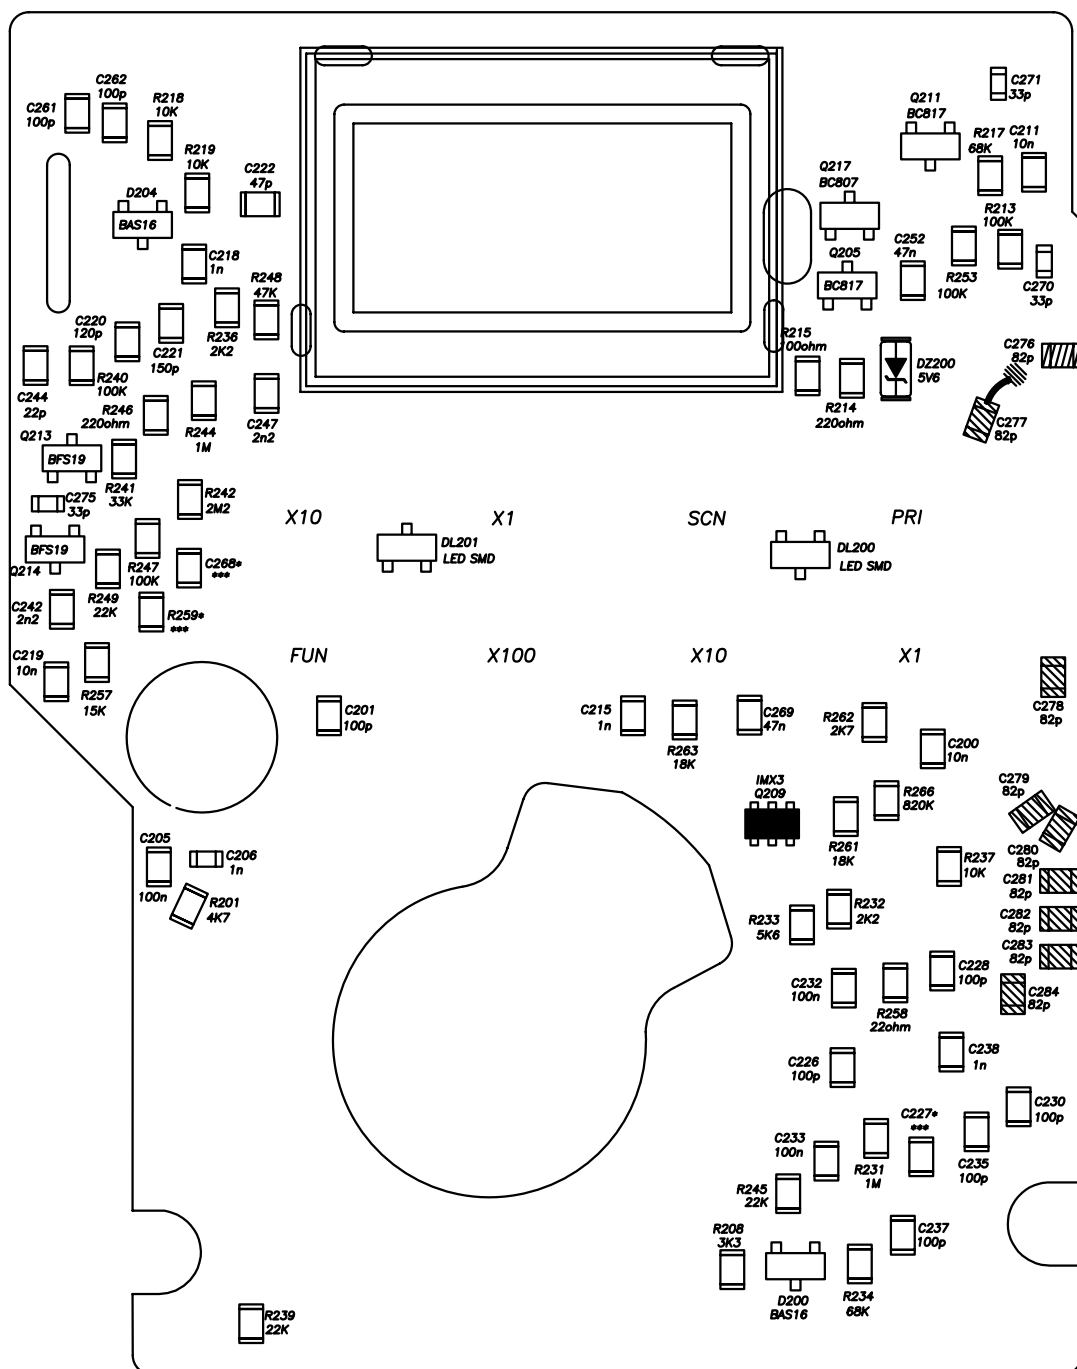 C262
100p
C261
100p
R218
10K
R219
10K
C222
47p
D204
BAS16
C218
1n
R248
47K
R236
2K2
C220
120p
C221
150p
R240
100K
C244
22p
R246
220ohm
R244
1M
C247
2n2
Q213
BFS19
R241
33K
C275
33p
R242
2M2
BFS19
Q214
R247
100K
C268*
***
R249
22K
C242
2n2
R259*
***
C219
10n
R257
15K
C271
33p
Q211
BC817
R217
68K
C211
10n
Q217
BC807
R213
100K
Q205
BC817
C252
47n
R253
100K
C270
33p
R215
100ohm
R214
220ohm
DZ200
5V6
C276
82p
C277
82p
X10
X1
SCN
PRI
DL201
LED SMD
DL200
LED SMD
FUN
X100
X10
X1
C201
100p
C215
1n
R263
18K
C269
47n
R262
2K7
C200
10n
C278
82p
IMX3
Q209
R266
820K
R261
18K
C279
82p
C280
82p
R237
10K
C281
82p
C282
82p
C283
82p
C284
82p
C205
100n
C206
1n
R201
4K7
R233
5K6
R232
2K2
C232
100n
R258
22ohm
C228
100p
C226
100p
C238
1n
C230
100p
C227*
***
C233
100n
R231
1M
C235
100p
R245
22K
C237
100p
R208
3K3
D200
BAS16
R234
68K
R239
22K